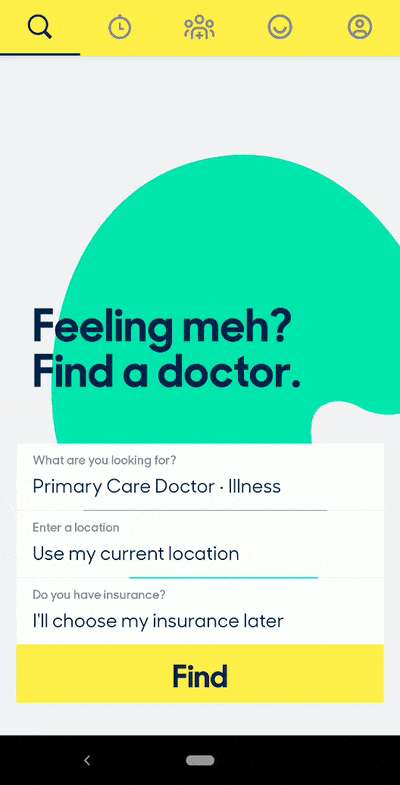 Feeling meh?
Find a doctor.
What are you looking for?
Primary Care Doctor · Illness
Enter a location
Use my current location
Do you have insurance?
I'll choose my insurance later
Find